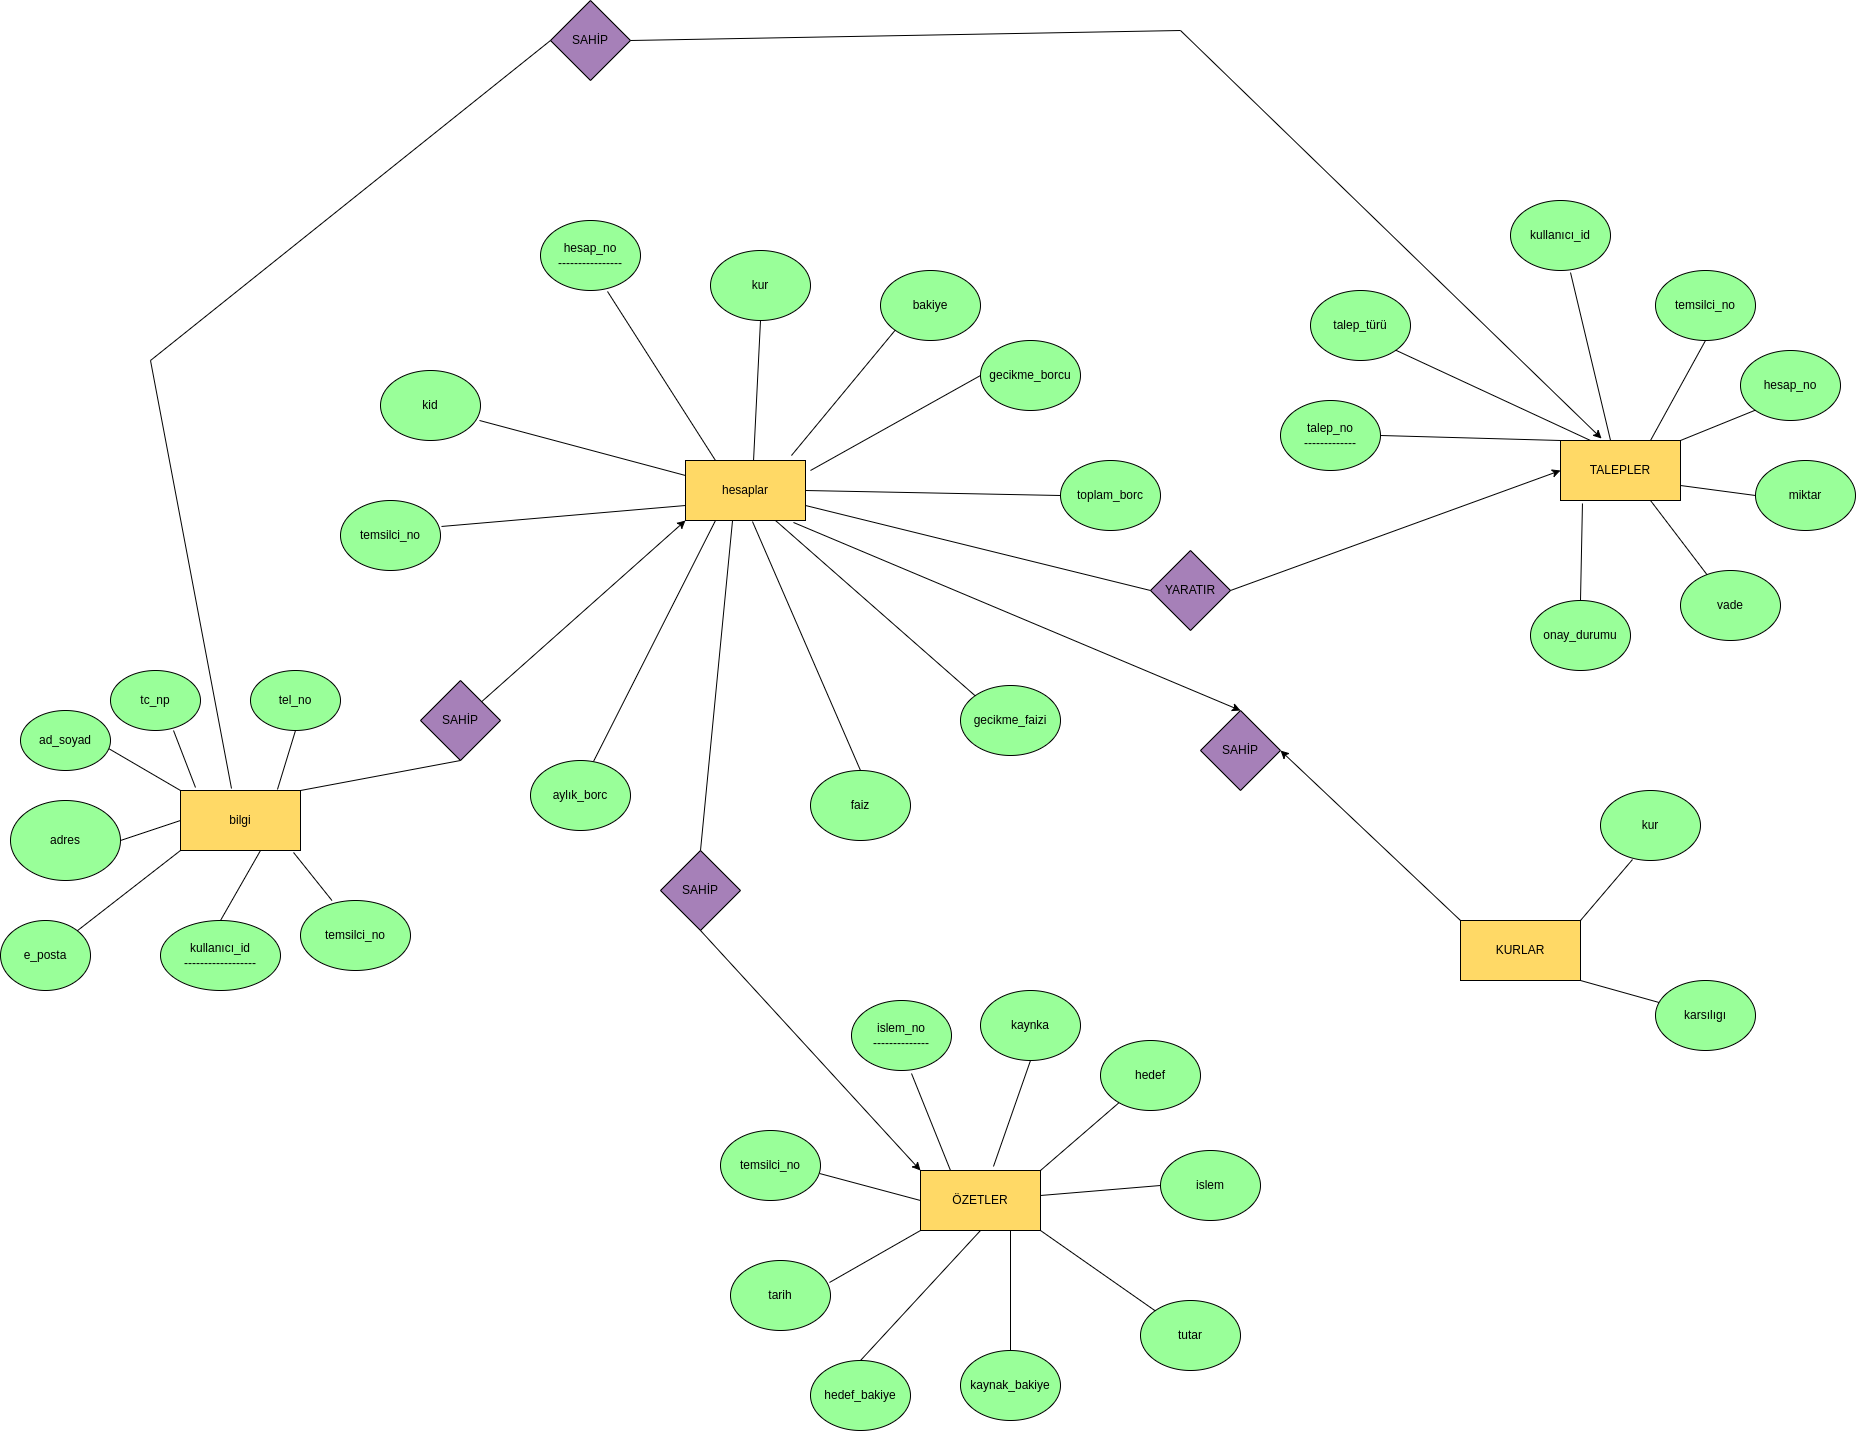 SAHİP
kullanıcı_id
hesap_no
----------------
kur
bakiye
temsilci_no
talep_türü
gecikme_borcu
hesap_no
kid
talep_no
-------------
TALEPLER
hesaplar
toplam_borc
miktar
temsilci_no
YARATIR
vade
onay_durumu
tc_np
tel_no
SAHİP
gecikme_faizi
ad_soyad
SAHİP
aylık_borc
faiz
bilgi
kur
adres
SAHİP
temsilci_no
kullanıcı_id
------------------
e_posta
KURLAR
karsılıgı
islem_no
--------------
kaynka
hedef
temsilci_no
islem
ÖZETLER
tarih
tutar
kaynak_bakiye
hedef_bakiye